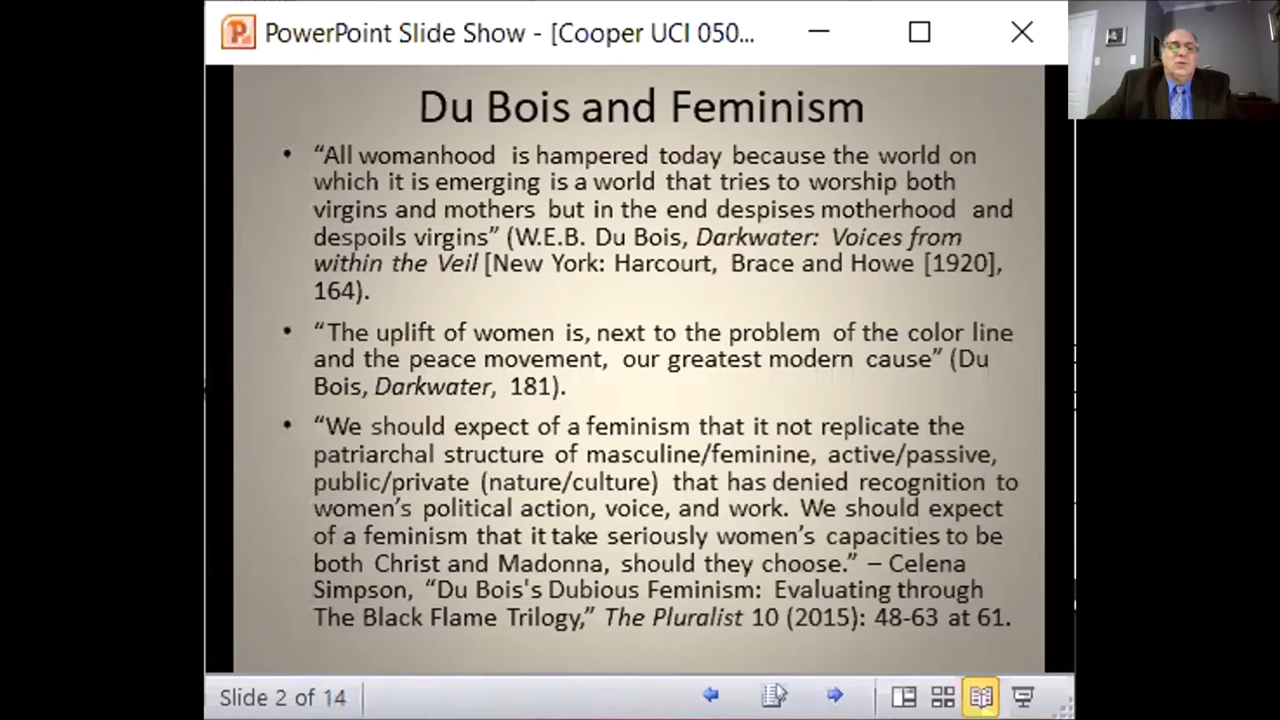 PowerPoint Slide Show - [Cooper UCI 050...
Du Bois and Feminism
• “All womanhood is hampered today because the world on
which it is emerging is a world that tries to worship both
virgins and mothers but in the end despises motherhood and
despoils virgins” (W.E.B. Du Bois, Darkwater: Voices from
within the Veil [New York: Harcourt, Brace and Howe [1920],
164).
• “The uplift of women is, next to the problem of the color line
and the peace movement, our greatest modern cause” (Du
Bois, Darkwater, 181).
• “We should expect of a feminism that it not replicate the
patriarchal structure of masculine/feminine, active/passive,
public/private (nature/culture) that has denied recognition to
women’s political action, voice, and work. We should expect
of a feminism that it take seriously women’s capacities to be
both Christ and Madonna, should they choose.” – Celena
Simpson, “Du Bois's Dubious Feminism: Evaluating through
The Black Flame Trilogy,” The Pluralist 10 (2015): 48-63 at 61.
Slide 2 of 14